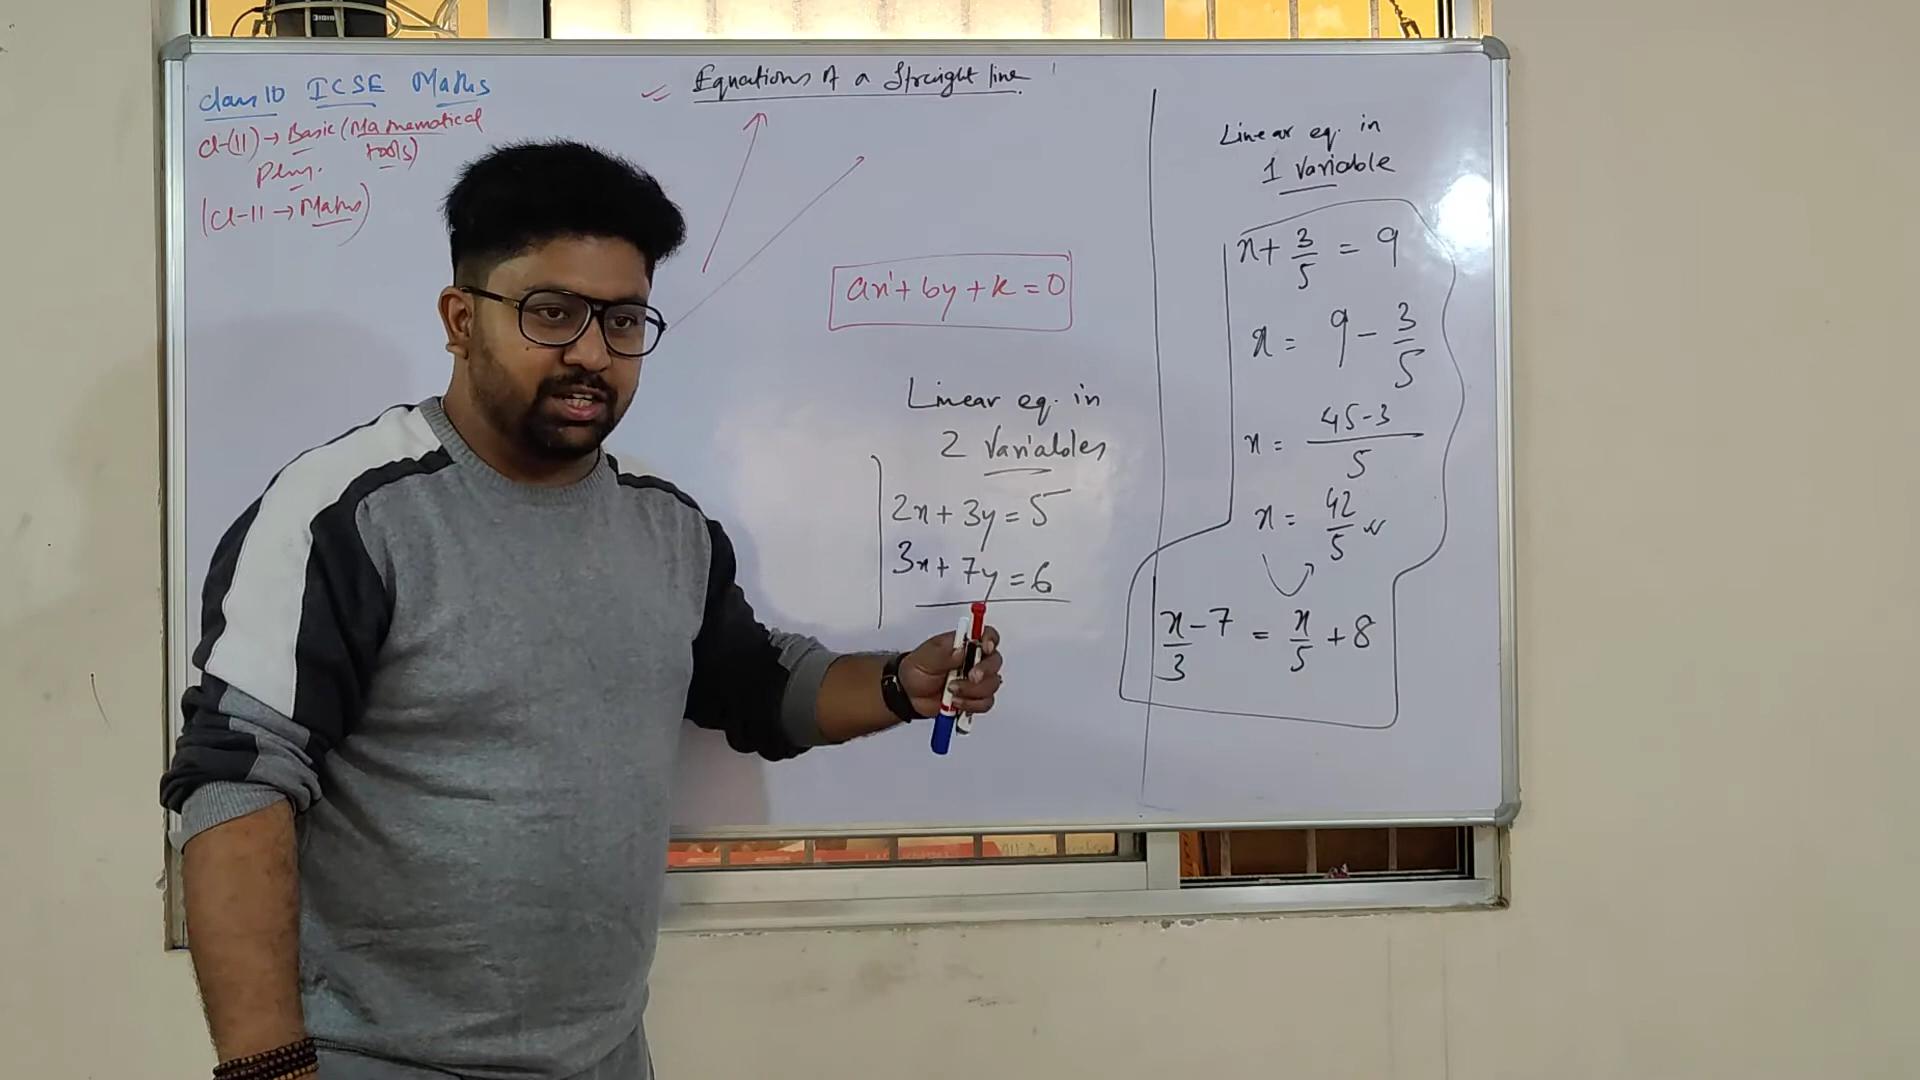 class 10 ICSE Maths
Cl-(11) → Basic (Mathematical
tools)
Phy.
(Cl-11 → Maths)
Equations of a Straight line
ax + by + k = 0
Linear eq. in
2 Variables
2x + 3y = 5
3x + 7y = 6
Linear eq. in
1 Variable
x + 3/5 = 9
x = 9 - 3/5
x = 45-3/5
x = 42/5
x/3 - 7 = x/5 + 8